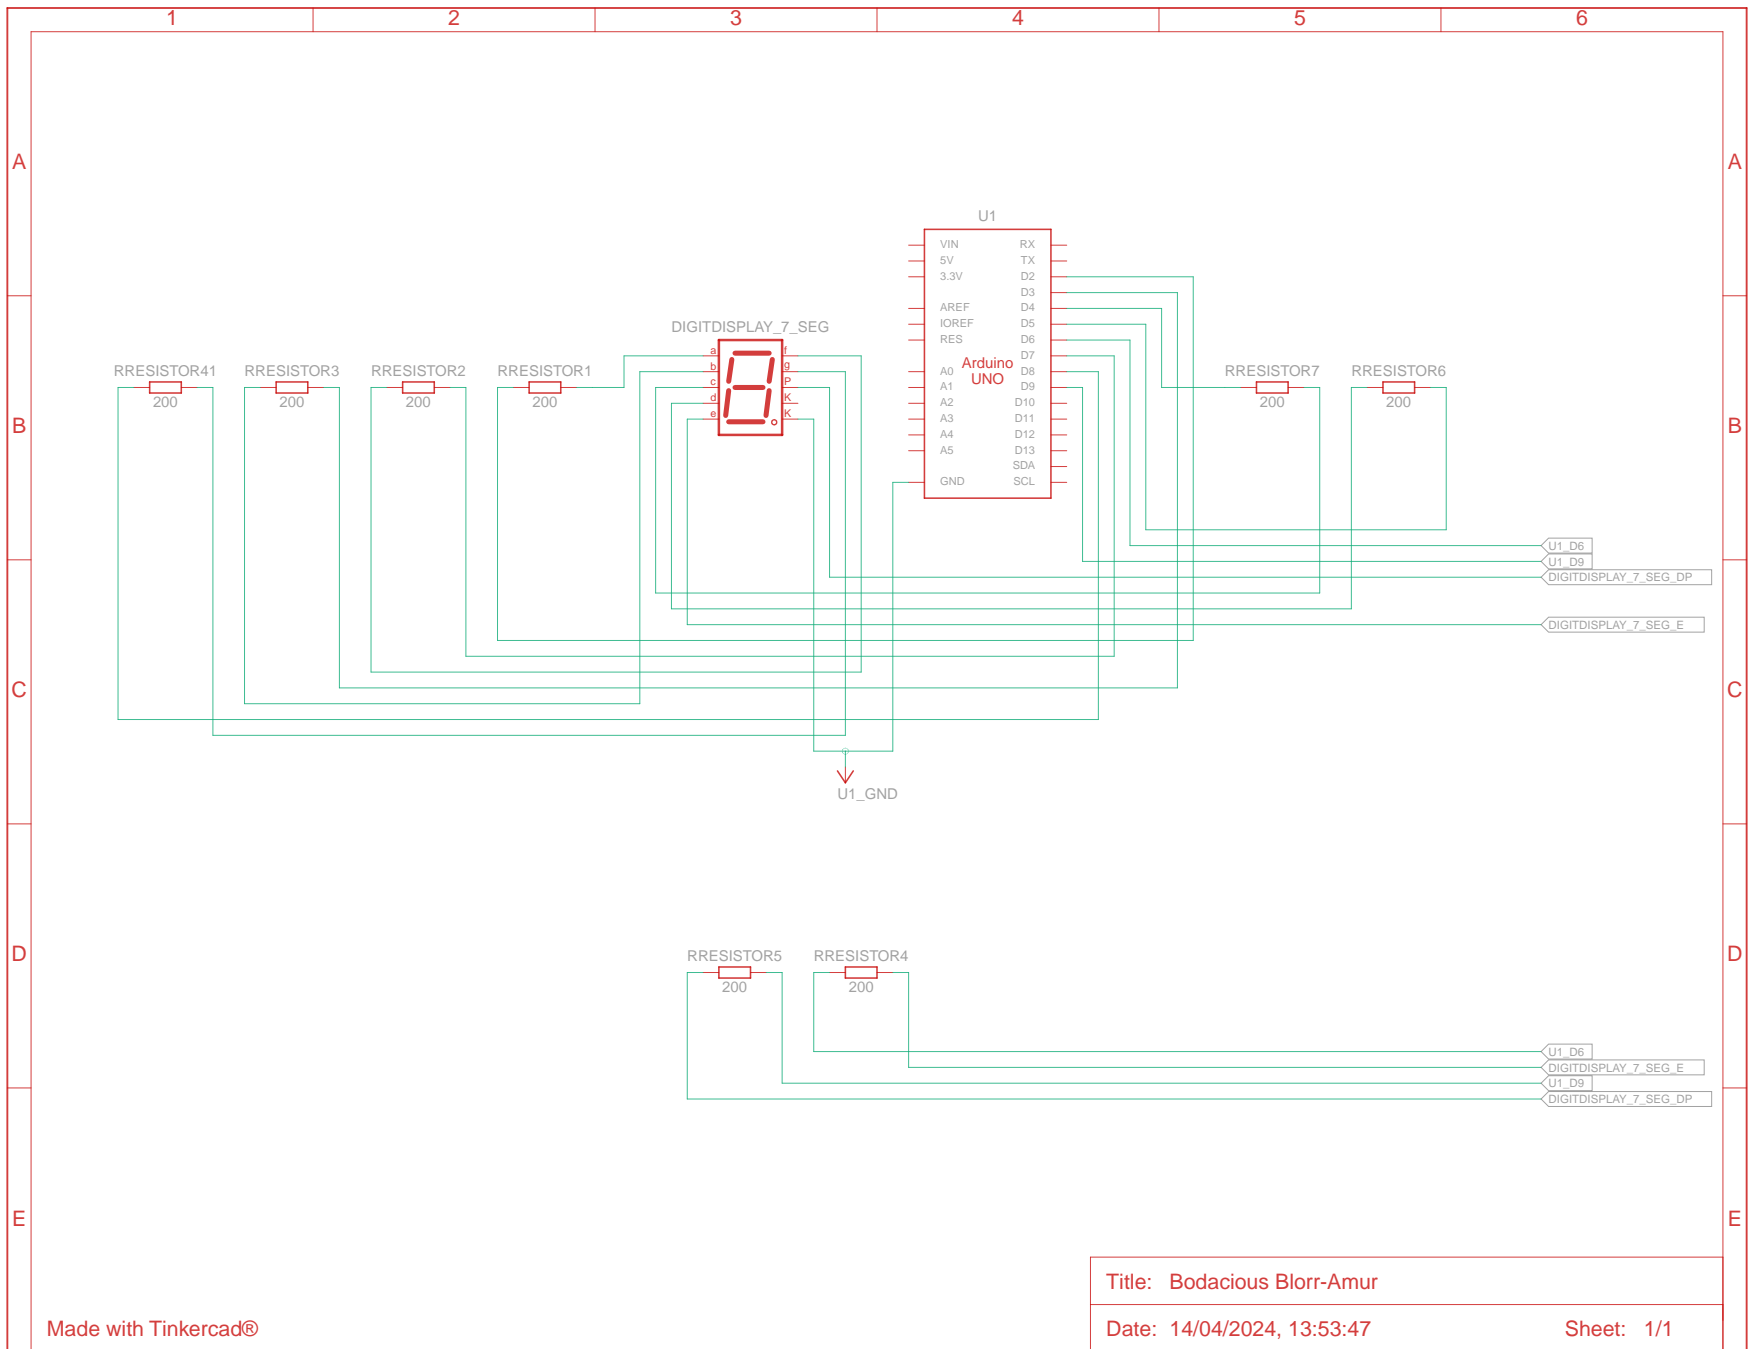 1 2 3 4 5 6
A A
U1
VIN RX
5V TX
3.3V D2
D3
AREF D4
IOREF D5
RES D6
D7
A0 D8
A1 D9
A2 D10
A3 D11
A4 D12
A5 D13
SDA
GND SCL
Arduino
UNO
DIGITDISPLAY_7_SEG
a f
b g
c P
d K
e K
RRESISTOR41 RRESISTOR3 RRESISTOR2 RRESISTOR1 RRESISTOR7 RRESISTOR6
200 200 200 200 200 200
B B
U1_D6
U1_D9
DIGITDISPLAY_7_SEG_DP
DIGITDISPLAY_7_SEG_E
C C
U1_GND
D D
RRESISTOR5 RRESISTOR4
200 200
U1_D6
DIGITDISPLAY_7_SEG_E
U1_D9
DIGITDISPLAY_7_SEG_DP
E E
Title: Bodacious Blorr-Amur
Made with Tinkercad®
Date: 14/04/2024, 13:53:47 Sheet: 1/1